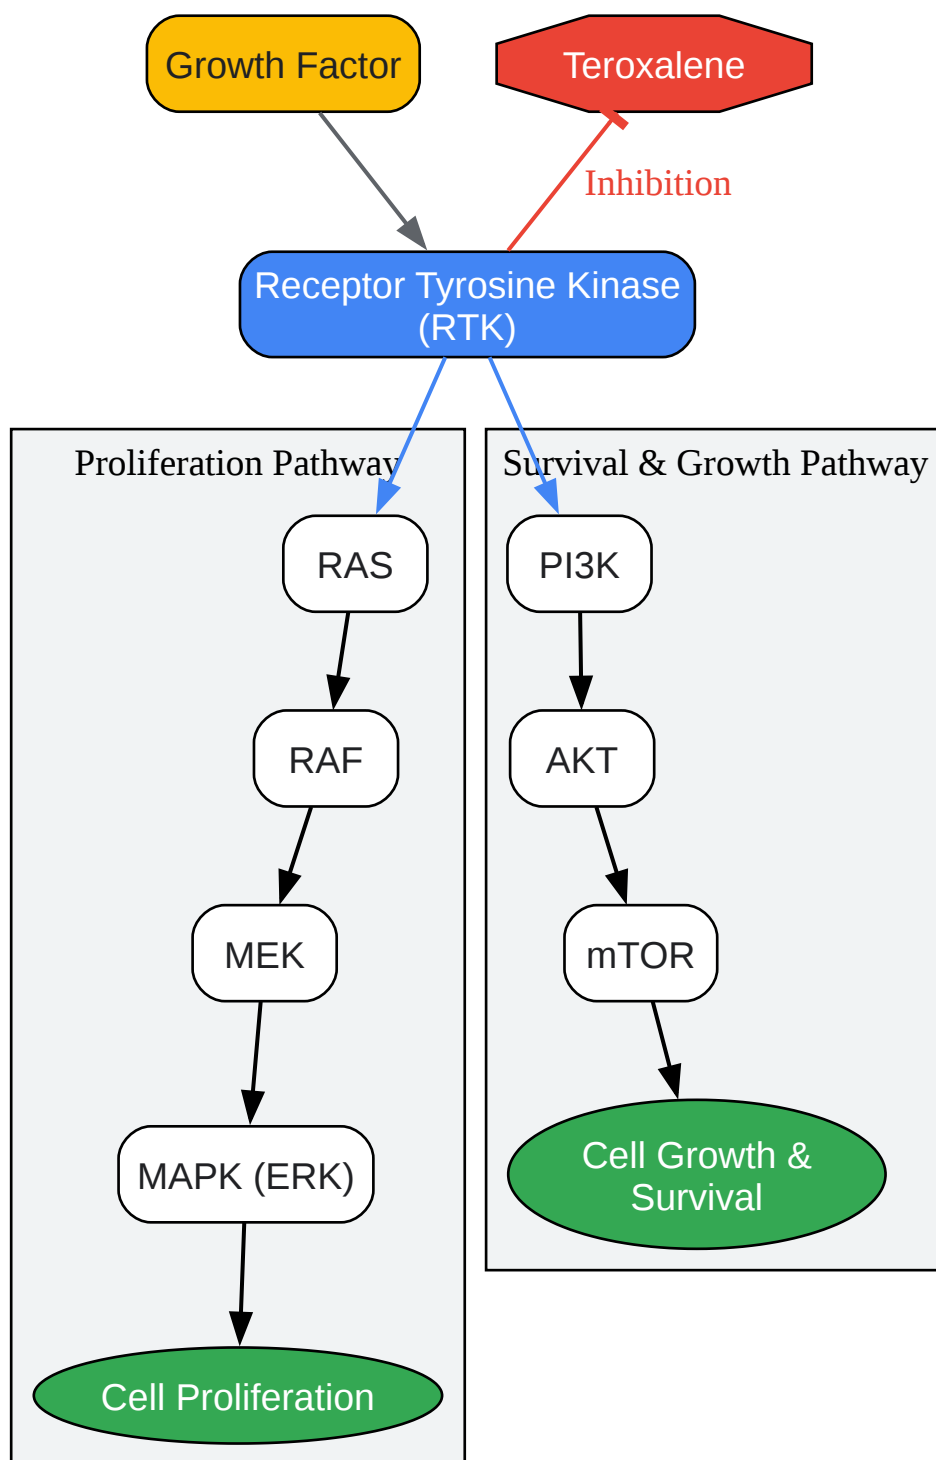 Growth Factor
Teroxalene
Inhibition
Receptor Tyrosine Kinase
(RTK)
Proliferation Pathway
RAS
RAF
MEK
MAPK (ERK)
Cell Proliferation
Survival & Growth Pathway
PI3K
AKT
mTOR
Cell Growth &
Survival